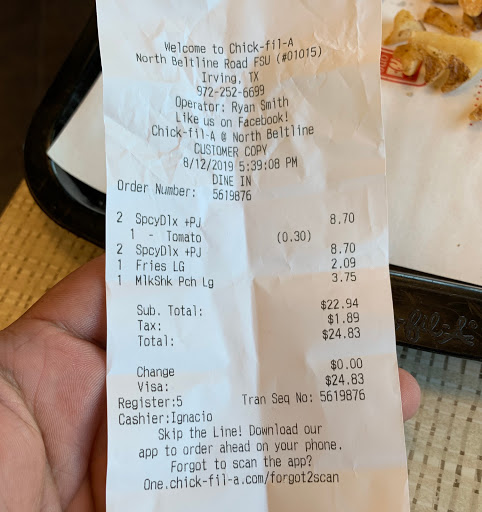 Welcome to Chick-fil-A
North Beltline Road FSU (#01015)
Irving, TX
972-252-6699
Operator: Ryan Smith
Like us on Facebook!
Chick-fil-A @ North Beltline
CUSTOMER COPY
8/12/2019 5:39:08 PM
DINE IN
Order Number: 5619876
2 SpcyDlx +PJ 8.70
1 - Tomato (0.30)
2 SpcyDlx +PJ 8.70
1 Fries LG 2.09
1 MlkShk Pch Lg 3.75
Sub. Total: $22.94
Tax: $1.89
Total: $24.83
Change $0.00
Visa: $24.83
Register:5 Tran Seq No: 5619876
Cashier:Ignacio
Skip the Line! Download our
app to order ahead on your phone.
Forgot to scan the app?
One.chick-fil-a.com/forgot2scan